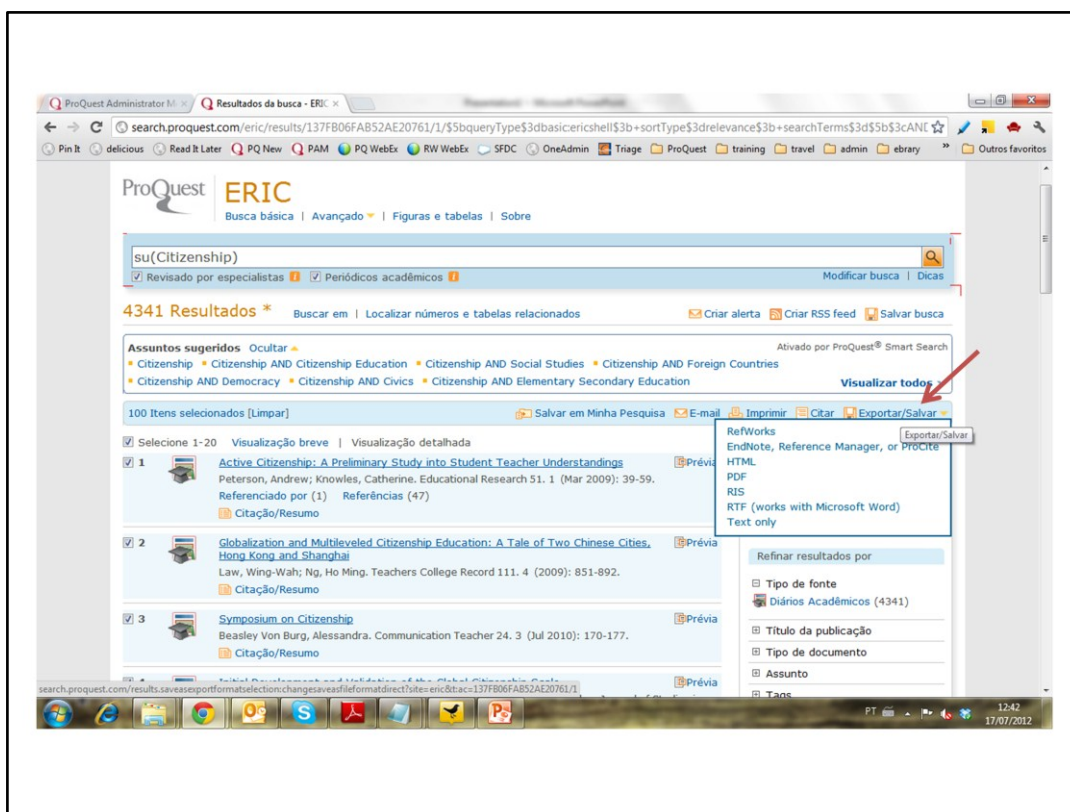 ProQuest Administrator M
Resultados da busca - ERIC
search.proquest.com/eric/results/137FB06FAB52AE20761/1/$5bqueryType$3dbasic:ericshell$3b+sortType$3drelevance$3b+searchTerms$3d$5b$3cAND
Pin It delicious Read It Later PQ New PQ PAM PQ WebEx RW WebEx SFDC OneAdmin Triage ProQuest training travel admin ebrary » Outros favoritos
ProQuest
ERIC
Busca básica | Avançado | Figuras e tabelas | Sobre
su(Citizenship)
Revisado por especialistas Periódicos acadêmicos Modificar busca | Dicas
4341 Resultados * Buscar em | Localizar números e tabelas relacionados Criar alerta Criar RSS feed Salvar busca
Assuntos sugeridos Ocultar Ativado por ProQuest® Smart Search
Citizenship Citizenship AND Citizenship Education Citizenship AND Social Studies Citizenship AND Foreign Countries
Citizenship AND Democracy Citizenship AND Civics Citizenship AND Elementary Secondary Education Visualizar todos >
100 Itens selecionados [Limpar] Salvar em Minha Pesquisa E-mail Imprimir Citar Exportar/Salvar
Exportar/Salvar
RefWorks
EndNote, Reference Manager, or ProCite
HTML
PDF
RIS
RTF (works with Microsoft Word)
Text only
Selecione 1-20 Visualização breve | Visualização detalhada
1 Active Citizenship: A Preliminary Study into Student Teacher Understandings Prévia
Peterson, Andrew; Knowles, Catherine. Educational Research 51. 1 (Mar 2009): 39-59.
Referenciado por (1) Referências (47)
Citação/Resumo
2 Globalization and Multileveled Citizenship Education: A Tale of Two Chinese Cities, Prévia
Hong Kong and Shanghai
Law, Wing-Wah; Ng, Ho Ming. Teachers College Record 111. 4 (2009): 851-892.
Citação/Resumo
3 Symposium on Citizenship Prévia
Beasley Von Burg, Alessandra. Communication Teacher 24. 3 (Jul 2010): 170-177.
Citação/Resumo
Prévia
Refinar resultados por
Tipo de fonte
Diários Acadêmicos (4341)
Título da publicação
Tipo de documento
Assunto
Tags
search.proquest.com/results.saveasexportformatselection:changesaveasfileformatdirect?site=eric&t:ac=137FB06FAB52AE20761/1
PT
12:42
17/07/2012